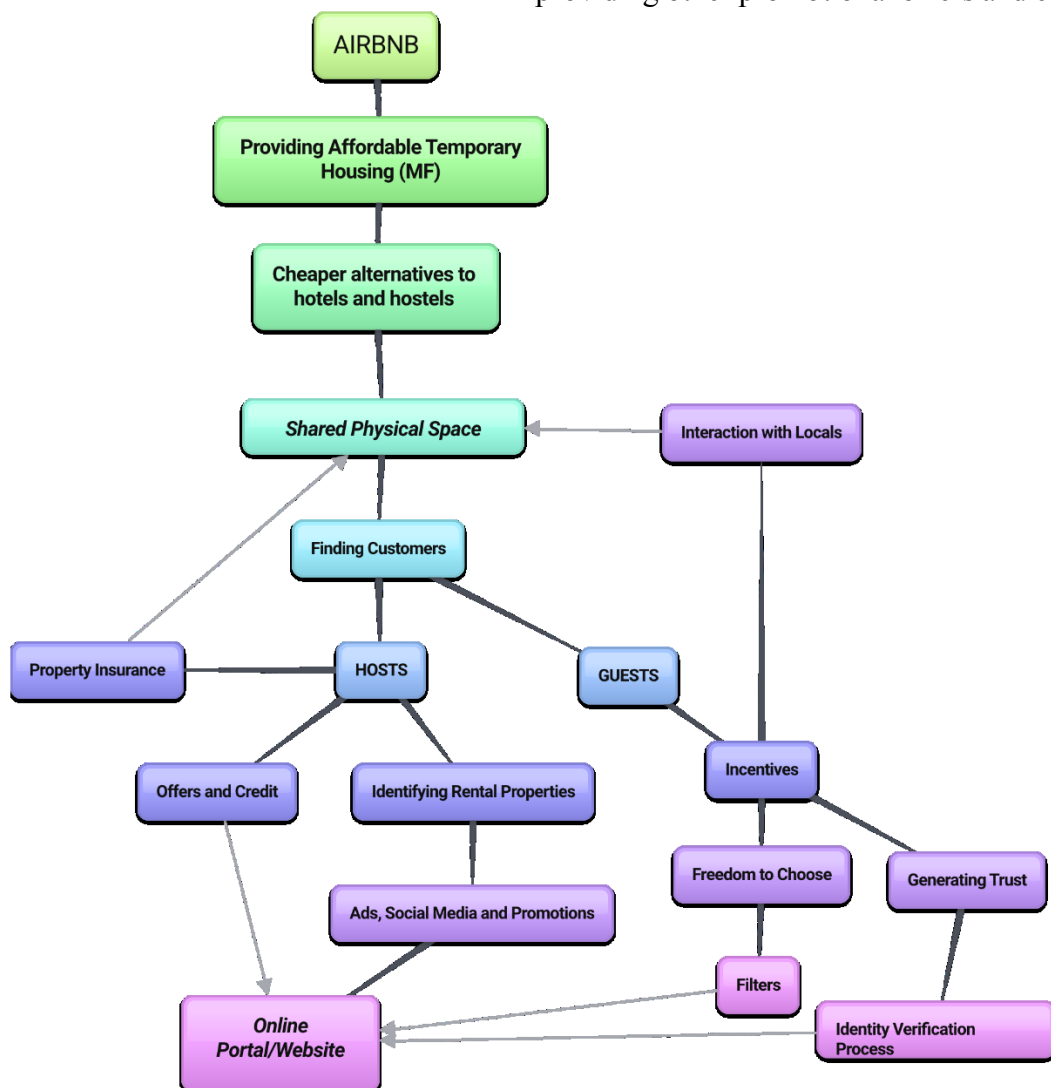 AIRBNB
Providing Affordable Temporary
Housing (MF)
Cheaper alternatives to
hotels and hostels
Shared Physical Space
Interaction with Locals
Finding Customers
Property Insurance
HOSTS
GUESTS
Incentives
Offers and Credit
Identifying Rental Properties
Freedom to Choose
Generating Trust
Ads, Social Media and Promotions
Filters
Online
Portal/Website
Identity Verification
Process